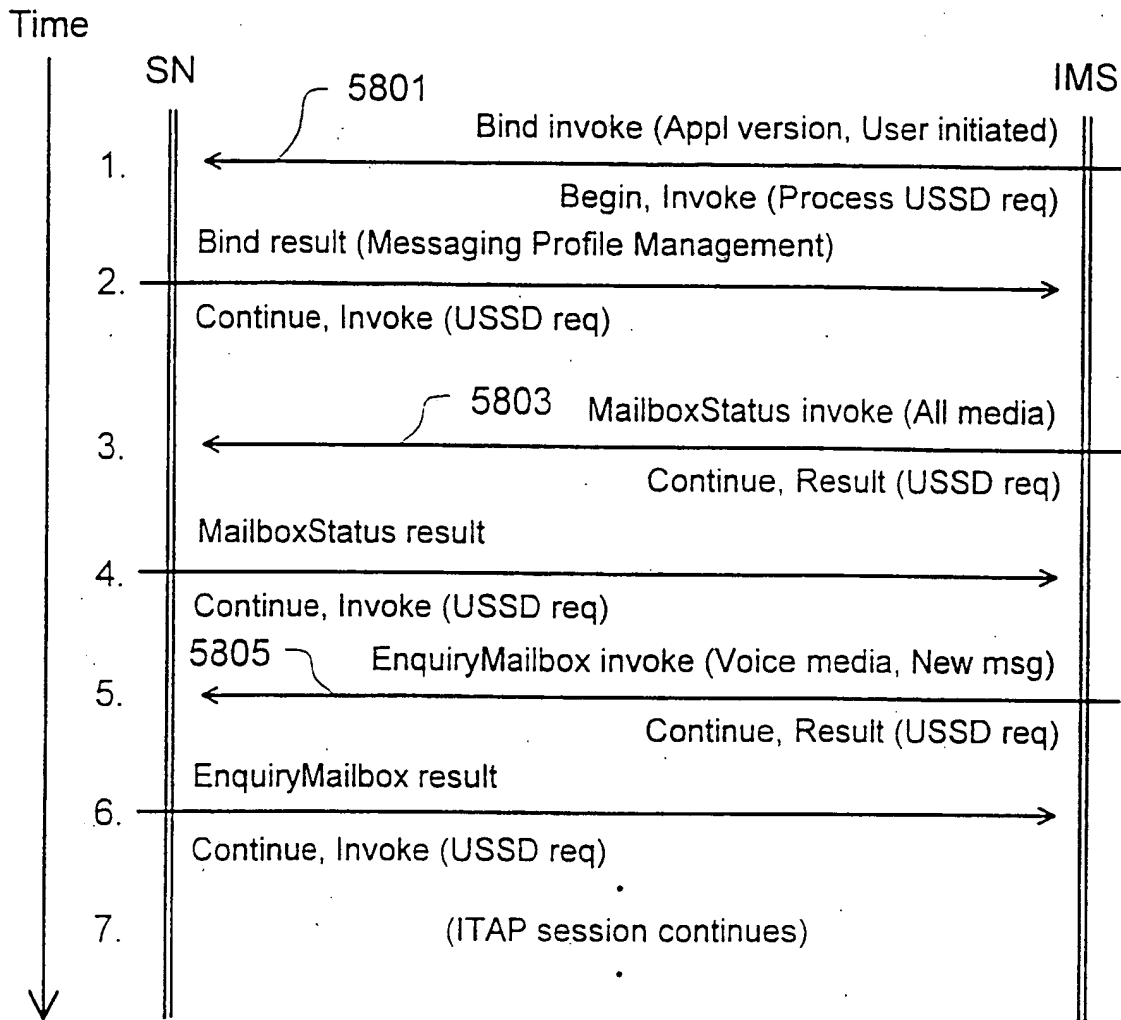 Time
SN
IMS
5801
Bind invoke (Appl version, User initiated)
1.
Begin, Invoke (Process USSD req)
Bind result (Messaging Profile Management)
2.
Continue, Invoke (USSD req)
5803
MailboxStatus invoke (All media)
3.
Continue, Result (USSD req)
MailboxStatus result
4.
Continue, Invoke (USSD req)
5805
EnquiryMailbox invoke (Voice media, New msg)
5.
Continue, Result (USSD req)
EnquiryMailbox result
6.
Continue, Invoke (USSD req)
7.
(ITAP session continues)